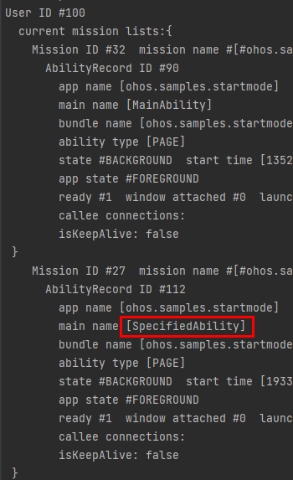 User ID #100
current mission lists:{
Mission ID #32 mission name #[#ohos.sa
AbilityRecord ID #90
app name [ohos.samples.startmode]
main name [MainAbility]
bundle name [ohos.samples.startmode
ability type [PAGE]
state #BACKGROUND start time [1352
app state #FOREGROUND
ready #1 window attached #0 launc
callee connections:
isKeepAlive: false
}
Mission ID #27 mission name #[#ohos.sa
AbilityRecord ID #112
app name [ohos.samples.startmode]
main name [SpecifiedAbility]
bundle name [ohos.samples.startmode
ability type [PAGE]
state #BACKGROUND start time [1933
app state #FOREGROUND
ready #1 window attached #0 launc
callee connections:
isKeepAlive: false
}